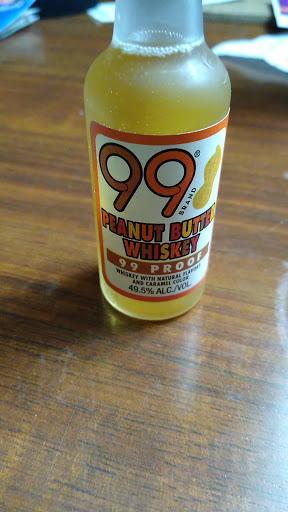 99®
BRAND
PEANUT BUTTER
WHISKEY
99 PROOF
WHISKEY WITH NATURAL FLAVORS
AND CARAMEL COLOR
49.5% ALC./VOL.